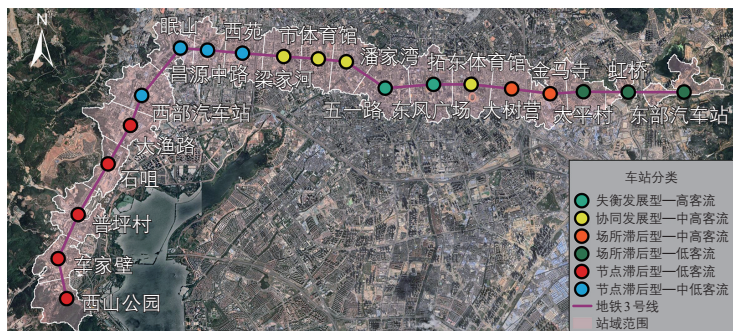 N
眠山
西苑
市体育馆
潘家湾
拓东体育馆
金马寺
虹桥
昌源中路
梁家河
五一路
东风广场
大树营
太平村
东部汽车站
西部汽车站
大渔路
石咀
普坪村
车家壁
西山公园
车站分类
失衡发展型—高客流
协同发展型—中高客流
场所滞后型—中高客流
场所滞后型—低客流
节点滞后型—低客流
节点滞后型—中低客流
地铁3号线
站域范围